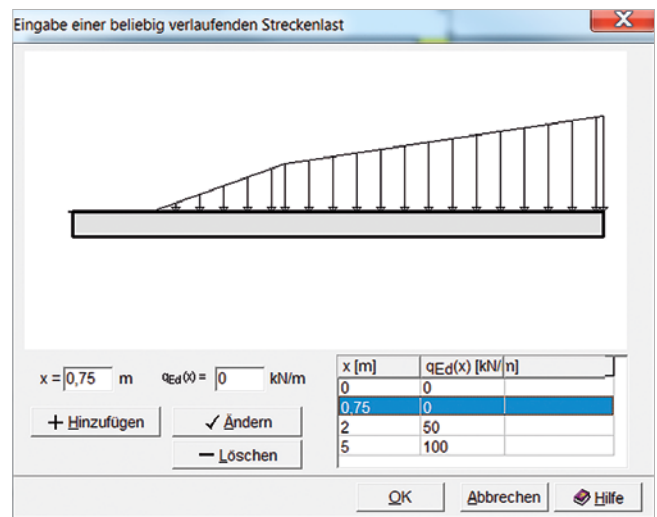 Eingabe einer beliebig verlaufenden Streckenlast
X
x = 0,75 m qEd(x) = 0 kN/m
+ Hinzufügen ✓ Ändern
− Löschen
x [m] qEd(x) [kN/m]
0 0
0,75 0
2 50
5 100
OK Abbrechen Hilfe